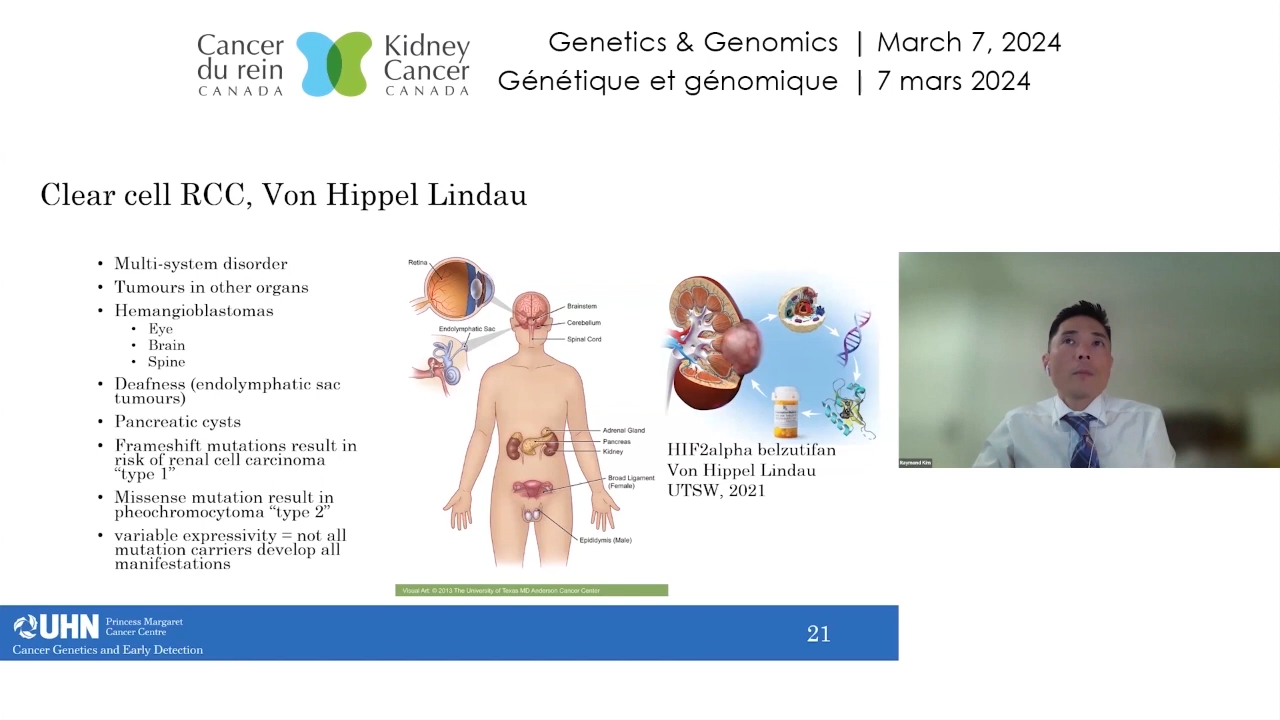 Cancer
du rein
CANADA
Kidney
Cancer
CANADA
Genetics & Genomics | March 7, 2024
Génétique et génomique | 7 mars 2024
Clear cell RCC, Von Hippel Lindau
• Multi-system disorder
• Tumours in other organs
• Hemangioblastomas
• Eye
• Brain
• Spine
• Deafness (endolymphatic sac
tumours)
• Pancreatic cysts
• Frameshift mutations result in
risk of renal cell carcinoma
“type 1”
• Missense mutation result in
pheochromocytoma “type 2”
• variable expressivity = not all
mutation carriers develop all
manifestations
Retina
Endolymphatic Sac
Brainstem
Cerebellum
Spinal Cord
Adrenal Gland
Pancreas
Kidney
Broad Ligament
(Female)
Epididymis (Male)
Visual Art: © 2013 The University of Texas MD Anderson Cancer Center
HIF2alpha belzutifan
Von Hippel Lindau
UTSW, 2021
Raymond Kim
UHN
Princess Margaret
Cancer Centre
Cancer Genetics and Early Detection
21